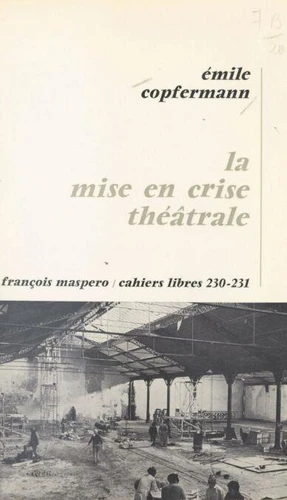 émile
copfermann
la
mise en crise
théâtrale
françois maspero / cahiers libres 230-231